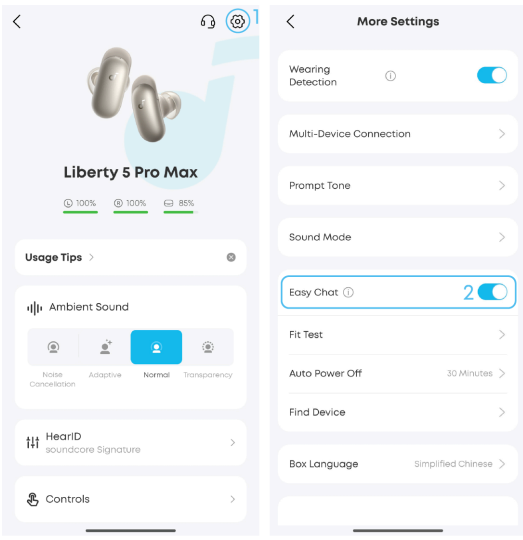 1
Liberty 5 Pro Max
L 100% R 100% 85%
Usage Tips
Ambient Sound
Noise
Cancellation
Adaptive
Normal
Transparency
HearID
soundcore Signature
Controls
More Settings
Wearing
Detection
Multi-Device Connection
Prompt Tone
Sound Mode
Easy Chat 2
Fit Test
Auto Power Off 30 Minutes
Find Device
Box Language Simplified Chinese